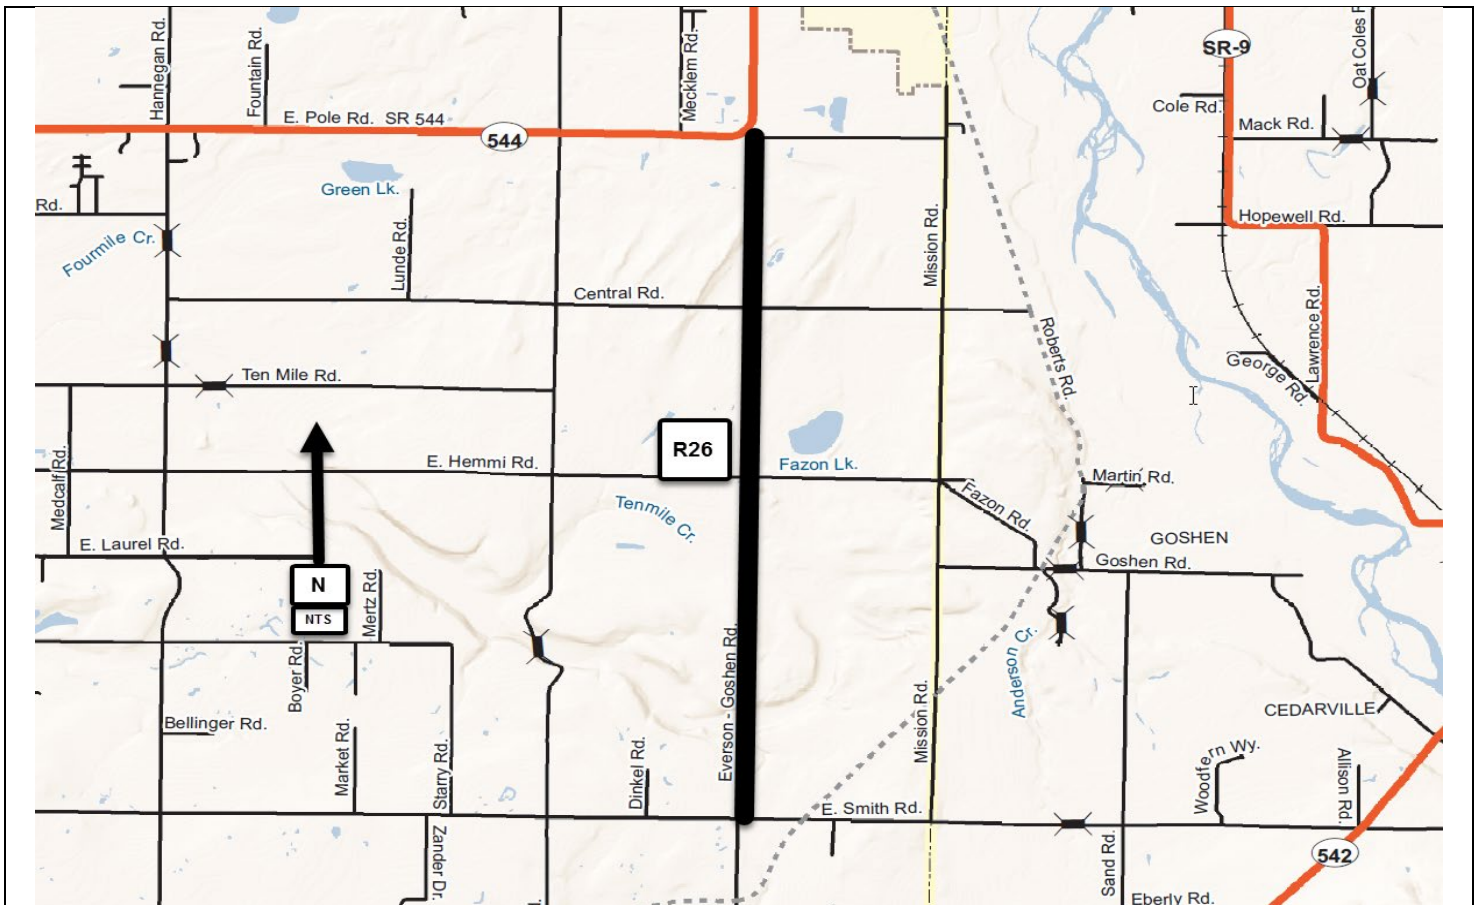 Hannegan Rd.
Fountain Rd.
Mecklem Rd.
SR-9
Oat Coles
Cole Rd.
Mack Rd.
E. Pole Rd. SR 544
544
Green Lk.
Rd.
Hopewell Rd.
Fourmile Cr.
Lunde Rd.
Mission Rd.
Central Rd.
Roberts Rd.
Lawrence Rd.
George Rd.
Ten Mile Rd.
R26
E. Hemmi Rd.
Fazon Lk.
Martin Rd.
Medcalf Rd.
Tenmile Cr.
Fazon Rd.
GOSHEN
E. Laurel Rd.
Goshen Rd.
N
NTS
Mertz Rd.
Boyer Rd.
Everson - Goshen Rd.
Anderson Cr.
Mission Rd.
CEDARVILLE
Bellinger Rd.
Market Rd.
Starry Rd.
Dinkel Rd.
Woodfern Wy.
Allison Rd.
E. Smith Rd.
Zander Dr.
Sand Rd.
542
Eberly Rd.